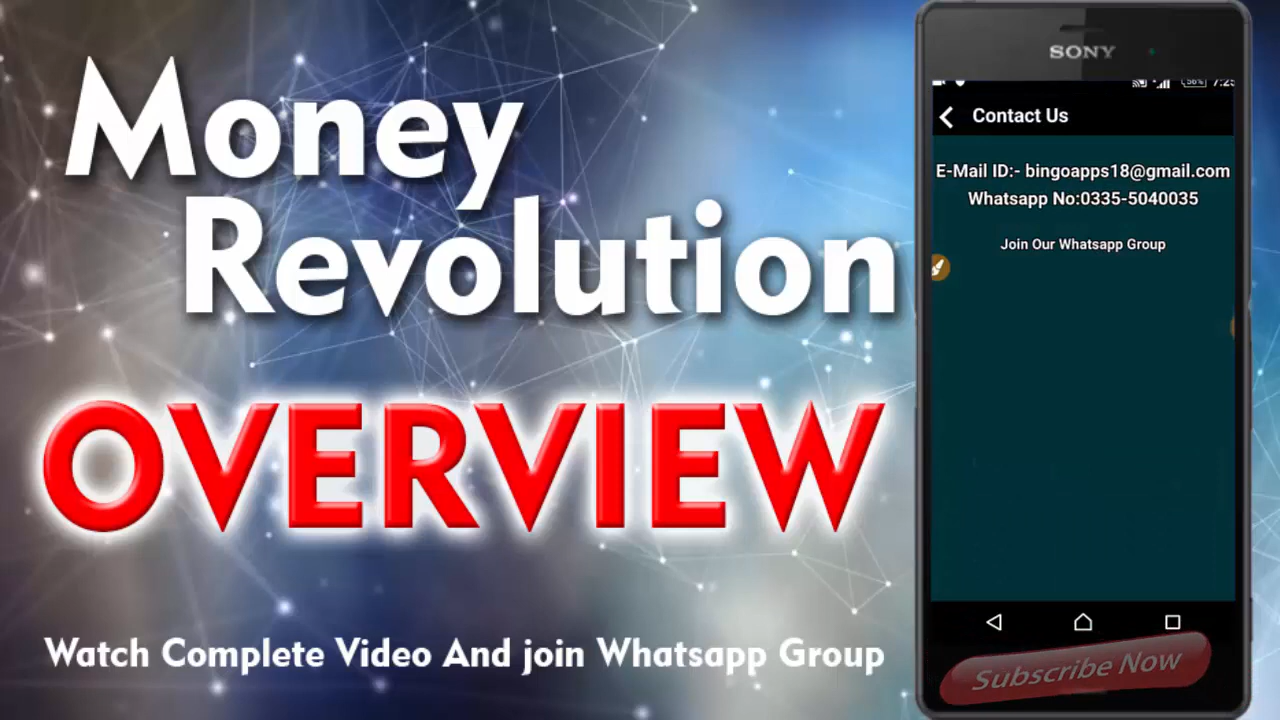 Money
Revolution
OVERVIEW
Watch Complete Video And join Whatsapp Group
SONY
56%
Contact Us
E-Mail ID:- bingoapps18@gmail.com
Whatsapp No:0335-5040035
Join Our Whatsapp Group
Subscribe Now